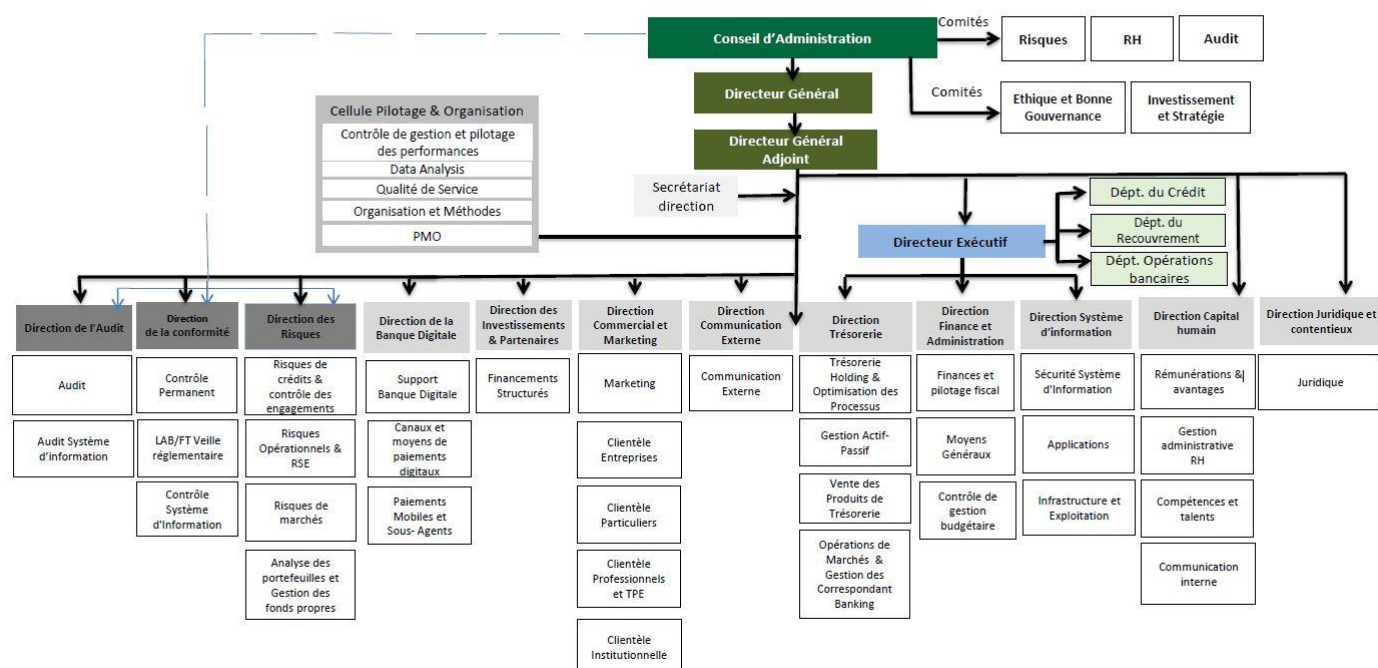 Comités
Conseil d'Administration
Risques
RH
Audit
Directeur Général
Comités
Ethique et Bonne
Gouvernance
Investissement
et Stratégie
Cellule Pilotage & Organisation
Contrôle de gestion et pilotage
des performances
Data Analysis
Qualité de Service
Organisation et Méthodes
PMO
Directeur Général
Adjoint
Secrétariat
direction
Directeur Exécutif
Dépt. du Crédit
Dépt. du
Recouvrement
Dépt. Opérations
bancaires
Direction de l'Audit
Audit
Audit Système
d'information
Direction
de la conformité
Contrôle
Permanent
LAB/FT Veille
réglementaire
Contrôle
Système
d'Information
Direction des
Risques
Risques de
crédits &
contrôle des
engagements
Risques
Opérationnels &
RSE
Risques de
marchés
Analyse des
portefeuilles et
Gestion des
fonds propres
Direction de la
Banque Digitale
Support
Banque Digitale
Canaux et
moyens de
paiements
digitaux
Paiements
Mobiles et
Sous- Agents
Direction des
Investissements
& Partenaires
Financements
Structurés
Direction
Commercial et
Marketing
Marketing
Clientèle
Entreprises
Clientèle
Particuliers
Clientèle
Professionnels
et TPE
Clientèle
Institutionnelle
Direction
Communication
Externe
Communication
Externe
Direction
Trésorerie
Trésorerie
Holding &
Optimisation des
Processus
Gestion Actif-
Passif
Vente des
Produits de
Trésorerie
Opérations de
Marchés &
Gestion des
Correspondant
Banking
Direction
Finance et
Administration
Finances et
pilotage fiscal
Moyens
Généraux
Contrôle de
gestion
budgétaire
Direction Système
d'information
Sécurité Système
d'Information
Applications
Infrastructure et
Exploitation
Direction Capital
humain
Rémunérations &
avantages
Gestion
administrative
RH
Compétences et
talents
Communication
interne
Direction Juridique et
contentieux
Juridique